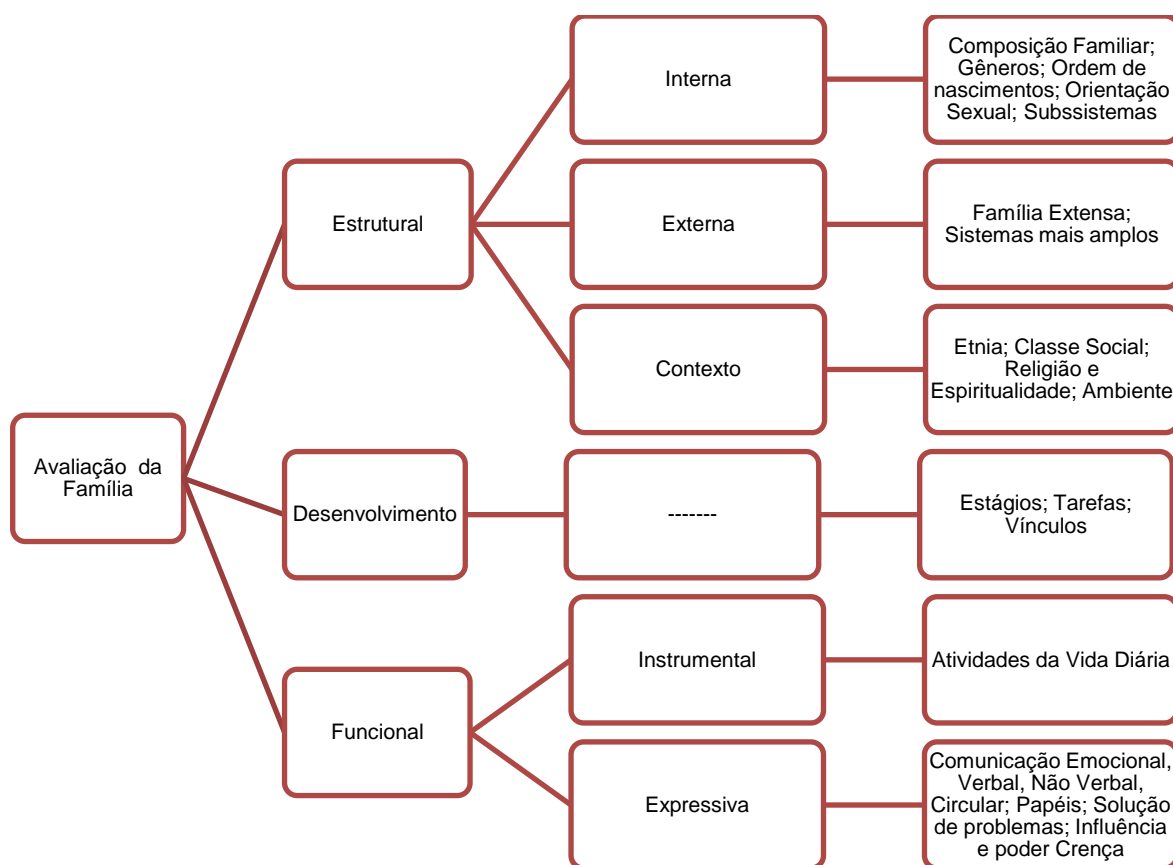 Avaliação da
Família
Estrutural
Interna
Composição Familiar;
Gêneros; Ordem de
nascimentos; Orientação
Sexual; Subssistemas
Externa
Família Extensa;
Sistemas mais amplos
Contexto
Etnia; Classe Social;
Religião e
Espiritualidade; Ambiente
Desenvolvimento
-------
Estágios; Tarefas;
Vínculos
Funcional
Instrumental
Atividades da Vida Diária
Expressiva
Comunicação Emocional,
Verbal, Não Verbal,
Circular; Papéis; Solução
de problemas; Influência
e poder Crença